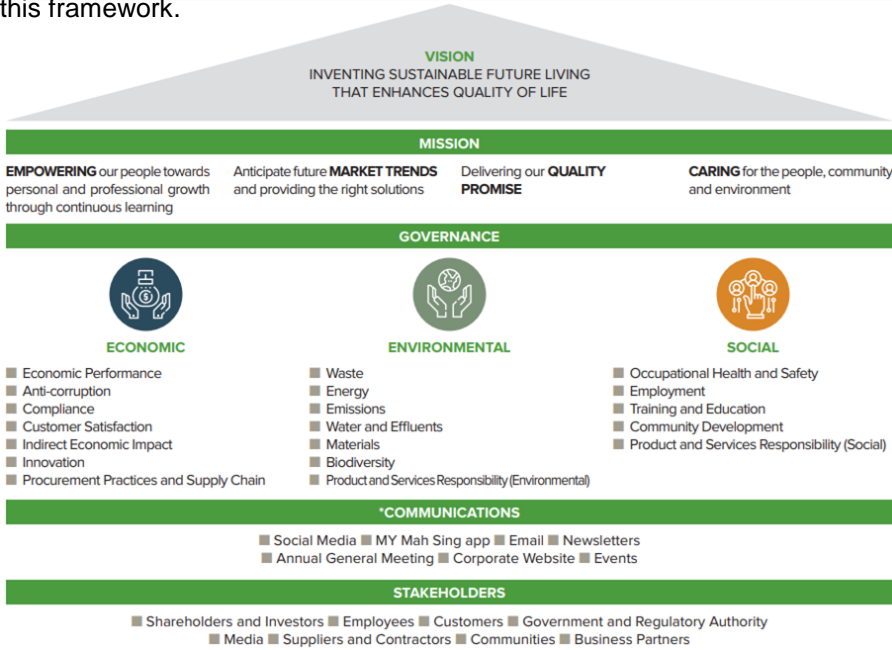 this framework.
VISION
INVENTING SUSTAINABLE FUTURE LIVING
THAT ENHANCES QUALITY OF LIFE
MISSION
EMPOWERING our people towards
personal and professional growth
through continuous learning
Anticipate future MARKET TRENDS
and providing the right solutions
Delivering our QUALITY
PROMISE
CARING for the people, community
and environment
GOVERNANCE
ECONOMIC
Economic Performance
Anti-corruption
Compliance
Customer Satisfaction
Indirect Economic Impact
Innovation
Procurement Practices and Supply Chain
ENVIRONMENTAL
Waste
Energy
Emissions
Water and Effluents
Materials
Biodiversity
Product and Services Responsibility (Environmental)
SOCIAL
Occupational Health and Safety
Employment
Training and Education
Community Development
Product and Services Responsibility (Social)
*COMMUNICATIONS
Social Media MY Mah Sing app Email Newsletters
Annual General Meeting Corporate Website Events
STAKEHOLDERS
Shareholders and Investors Employees Customers Government and Regulatory Authority
Media Suppliers and Contractors Communities Business Partners